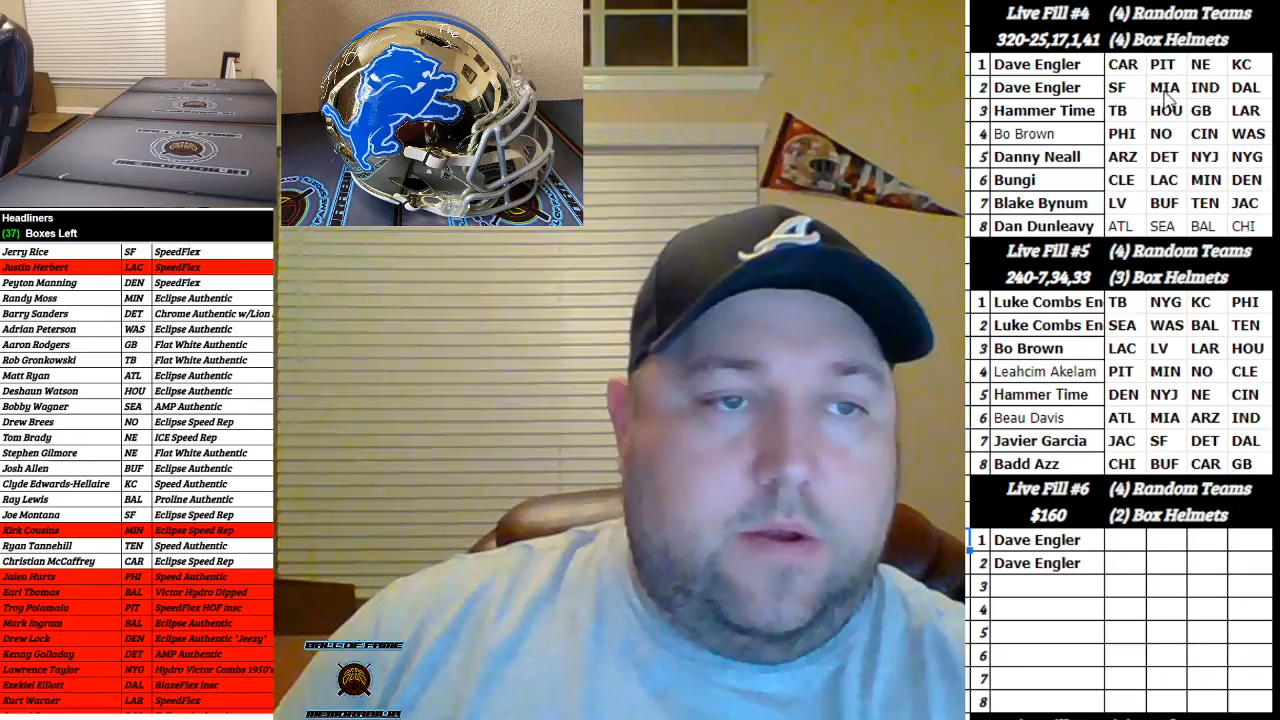 Headliners
(37) Boxes Left
Jerry Rice SF SpeedFlex
Justin Herbert LAC SpeedFlex
Peyton Manning DEN SpeedFlex
Randy Moss MIN Eclipse Authentic
Barry Sanders DET Chrome Authentic w/Lion
Adrian Peterson WAS Eclipse Authentic
Aaron Rodgers GB Flat White Authentic
Rob Gronkowski TB Flat White Authentic
Matt Ryan ATL Eclipse Authentic
Deshaun Watson HOU Eclipse Authentic
Bobby Wagner SEA AMP Authentic
Drew Brees NO Eclipse Speed Rep
Tom Brady NE ICE Speed Rep
Stephen Gilmore NE Flat White Authentic
Josh Allen BUF Eclipse Authentic
Clyde Edwards-Hellaire KC Speed Authentic
Ray Lewis BAL Proline Authentic
Joe Montana SF Eclipse Speed Rep
Kirk Cousins MIN Eclipse Speed Rep
Ryan Tannehill TEN Speed Authentic
Christian McCaffrey CAR Eclipse Speed Rep
Jalen Hurts PHI Speed Authentic
Earl Thomas BAL Victor Hydro Dipped
Troy Polamalu PIT SpeedFlex HOF insc
Mark Ingram BAL Eclipse Authentic
Drew Lock DEN Eclipse Authentic "Jeezy"
Kenny Golladay DET AMP Authentic
Lawrence Taylor NYG Hydro Victor Combs 1950's
Ezekiel Elliott DAL BlazeFlex insc
Kurt Warner LAR SpeedFlex
The
BALL OF FAME
MEMORABILIA
Live Fill #4 (4) Random Teams
320-25,17,1,41 (4) Box Helmets
1 Dave Engler CAR PIT NE KC
2 Dave Engler SF MIA IND DAL
3 Hammer Time TB HOU GB LAR
4 Bo Brown PHI NO CIN WAS
5 Danny Neall ARZ DET NYJ NYG
6 Bungi CLE LAC MIN DEN
7 Blake Bynum LV BUF TEN JAC
8 Dan Dunleavy ATL SEA BAL CHI
Live Fill #5 (4) Random Teams
240-7,34,33 (3) Box Helmets
1 Luke Combs En TB NYG KC PHI
2 Luke Combs En SEA WAS BAL TEN
3 Bo Brown LAC LV LAR HOU
4 Leahcim Akelam PIT MIN NO CLE
5 Hammer Time DEN NYJ NE CIN
6 Beau Davis ATL MIA ARZ IND
7 Javier Garcia JAC SF DET DAL
8 Badd Azz CHI BUF CAR GB
Live Fill #6 (4) Random Teams
$160 (2) Box Helmets
1 Dave Engler
2 Dave Engler
3
4
5
6
7
8